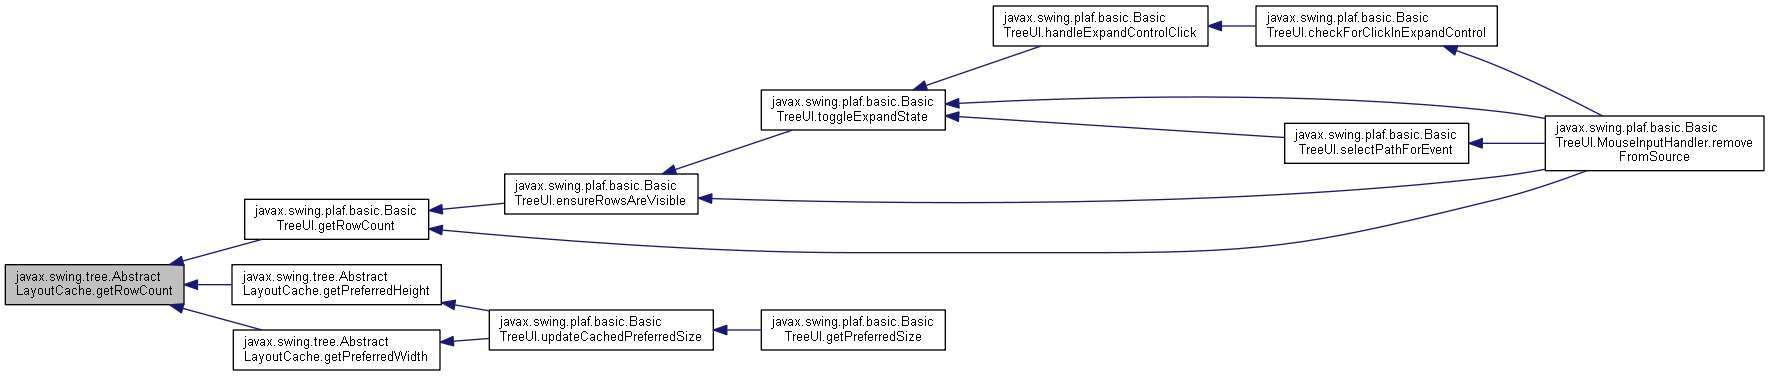 javax.swing.plaf.basic.Basic
TreeUI.handleExpandControlClick
javax.swing.plaf.basic.Basic
TreeUI.checkForClickInExpandControl
javax.swing.plaf.basic.Basic
TreeUI.toggleExpandState
javax.swing.plaf.basic.Basic
TreeUI.selectPathForEvent
javax.swing.plaf.basic.Basic
TreeUI.MouseInputHandler.remove
FromSource
javax.swing.plaf.basic.Basic
TreeUI.ensureRowsAreVisible
javax.swing.plaf.basic.Basic
TreeUI.getRowCount
javax.swing.tree.Abstract
LayoutCache.getRowCount
javax.swing.tree.Abstract
LayoutCache.getPreferredHeight
javax.swing.plaf.basic.Basic
TreeUI.updateCachedPreferredSize
javax.swing.plaf.basic.Basic
TreeUI.getPreferredSize
javax.swing.tree.Abstract
LayoutCache.getPreferredWidth